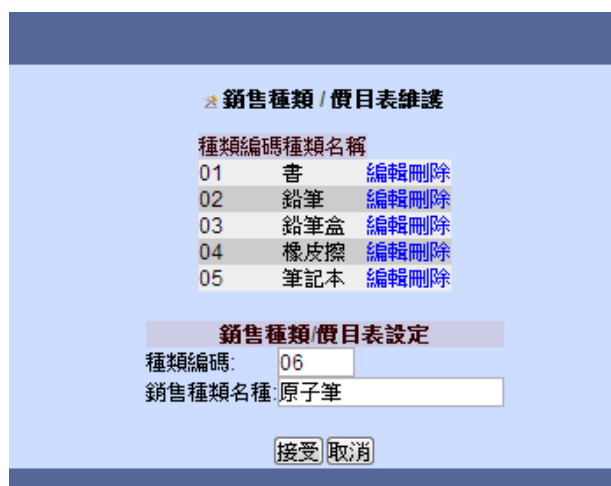 銷售種類 / 價目表維護
種類編碼種類名稱
01 書 編輯刪除
02 鉛筆 編輯刪除
03 鉛筆盒 編輯刪除
04 橡皮擦 編輯刪除
05 筆記本 編輯刪除
銷售種類/價目表設定
種類編碼: 06
銷售種類名種:原子筆
接受 取消